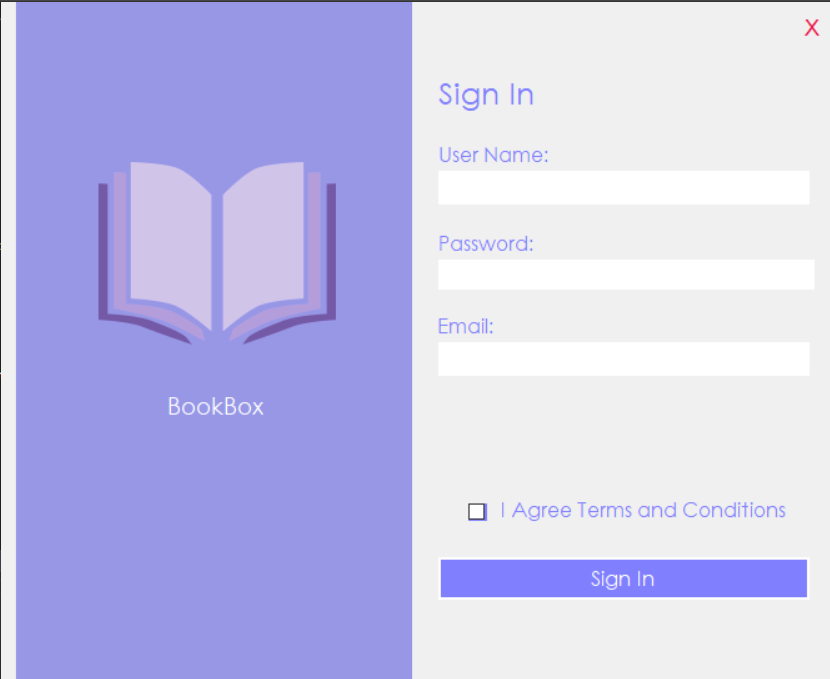 X
Sign In
User Name:
Password:
Email:
BookBox
I Agree Terms and Conditions
Sign In